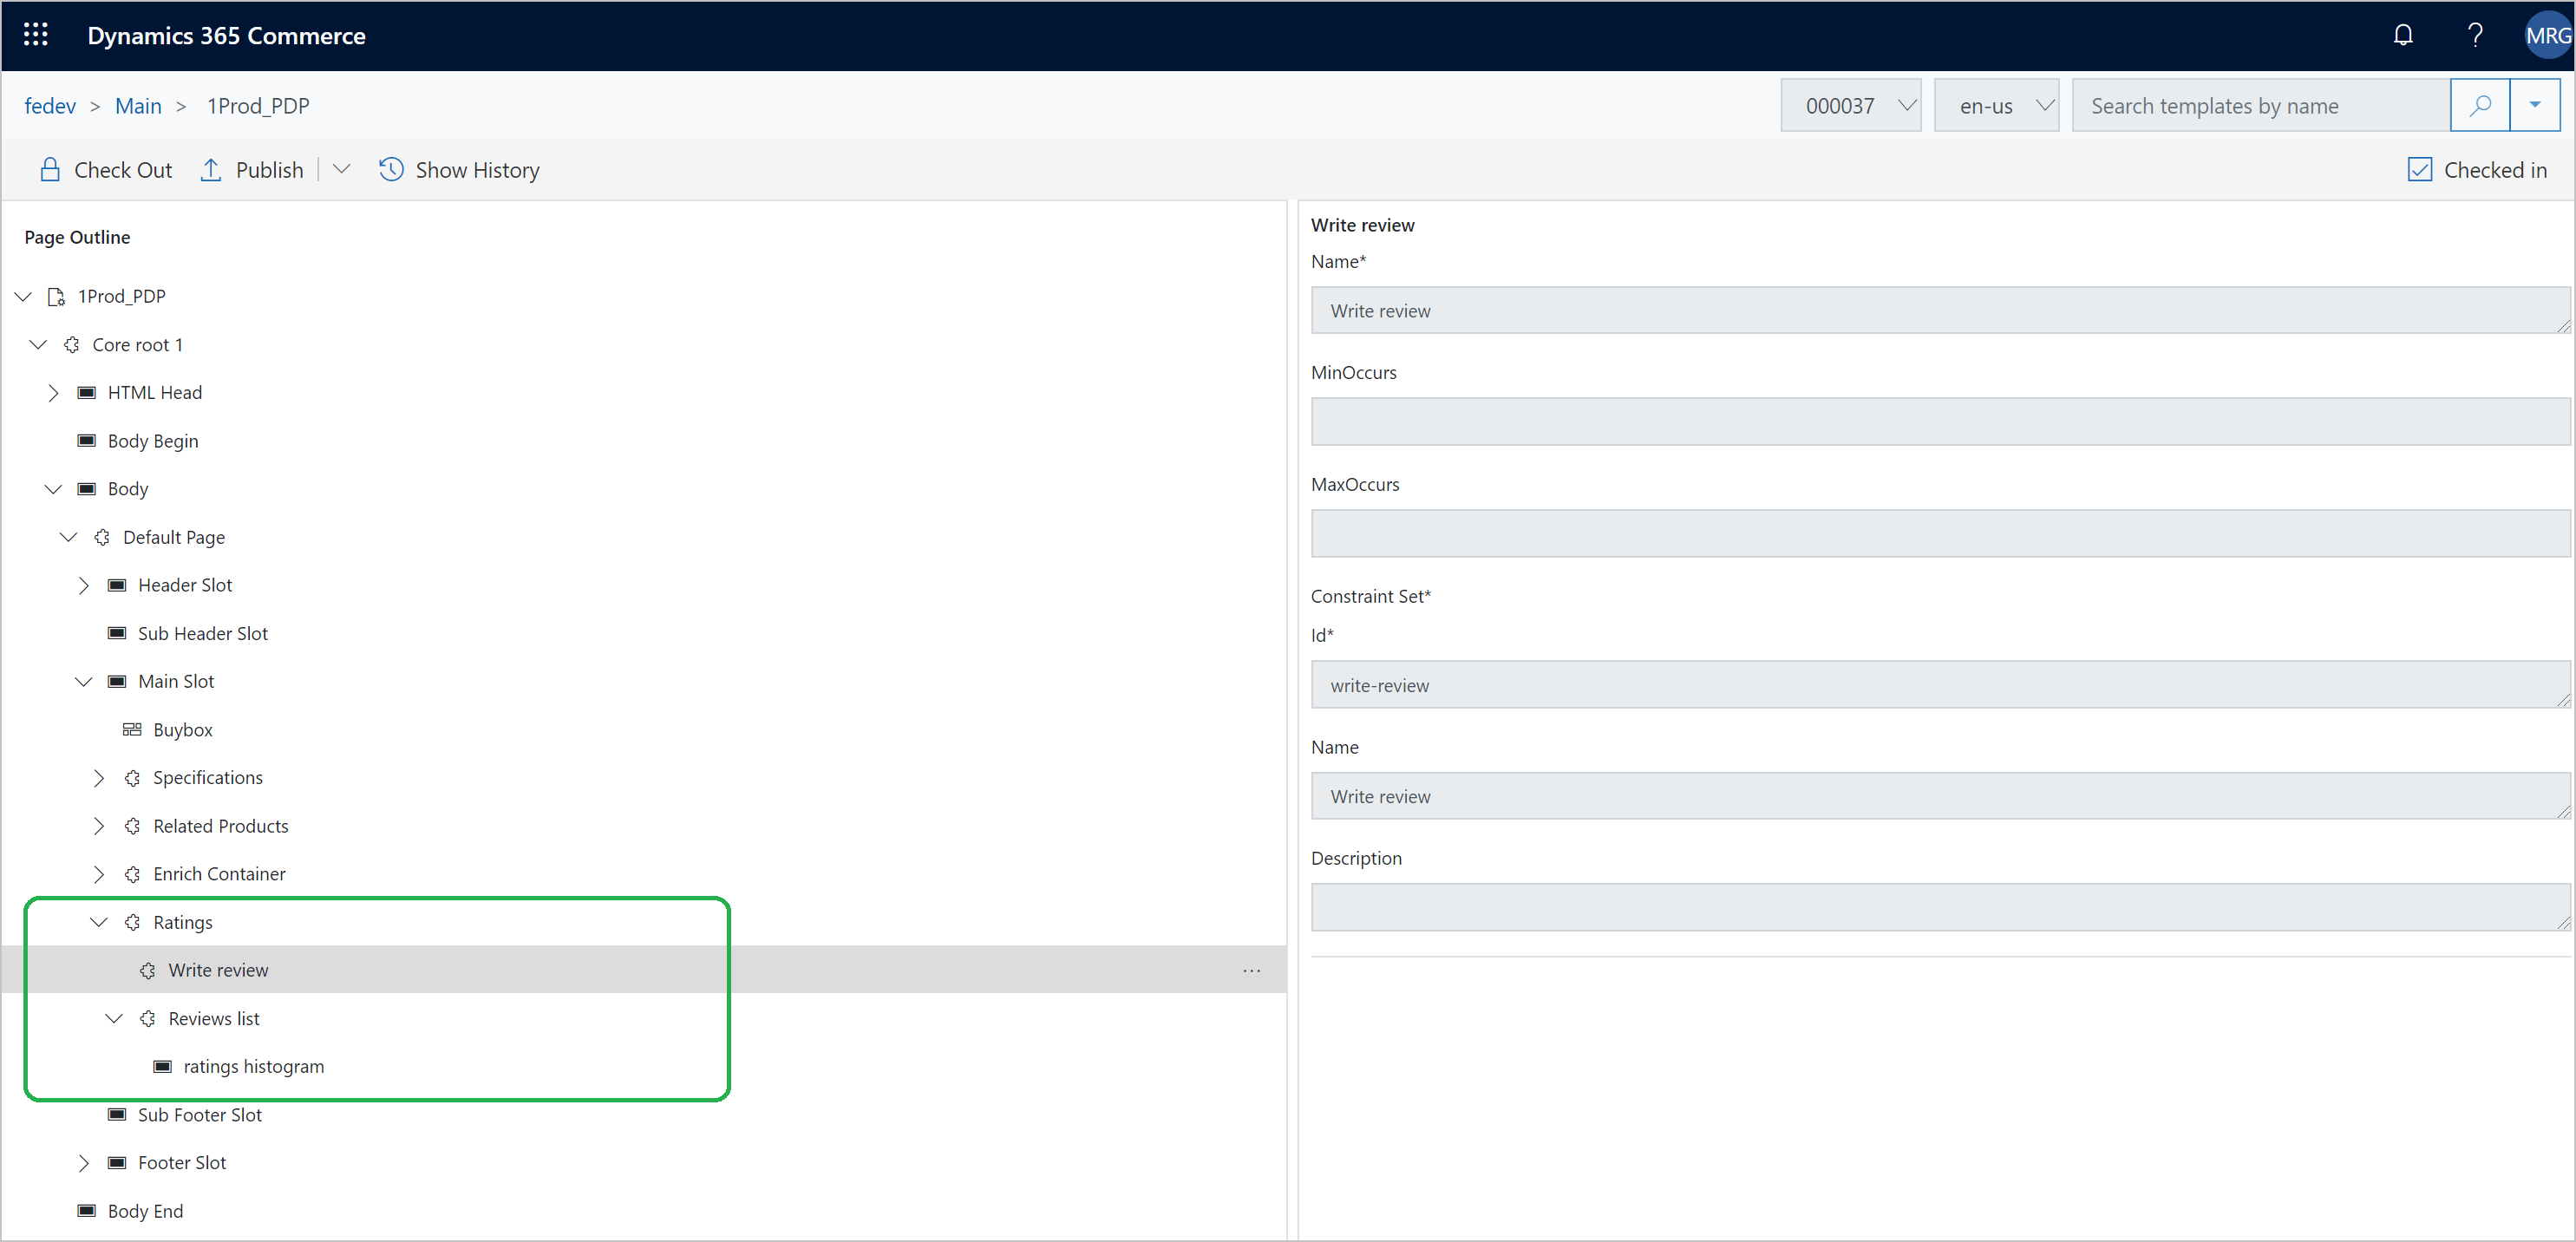 Dynamics 365 Commerce
MRG
fedev > Main > 1Prod_PDP
000037
en-us
Search templates by name
Check Out
Publish
Show History
Checked in
Page Outline
1Prod_PDP
Core root 1
HTML Head
Body Begin
Body
Default Page
Header Slot
Sub Header Slot
Main Slot
Buybox
Specifications
Related Products
Enrich Container
Ratings
Write review
...
Reviews list
ratings histogram
Sub Footer Slot
Footer Slot
Body End
Write review
Name*
Write review
MinOccurs
MaxOccurs
Constraint Set*
Id*
write-review
Name
Write review
Description